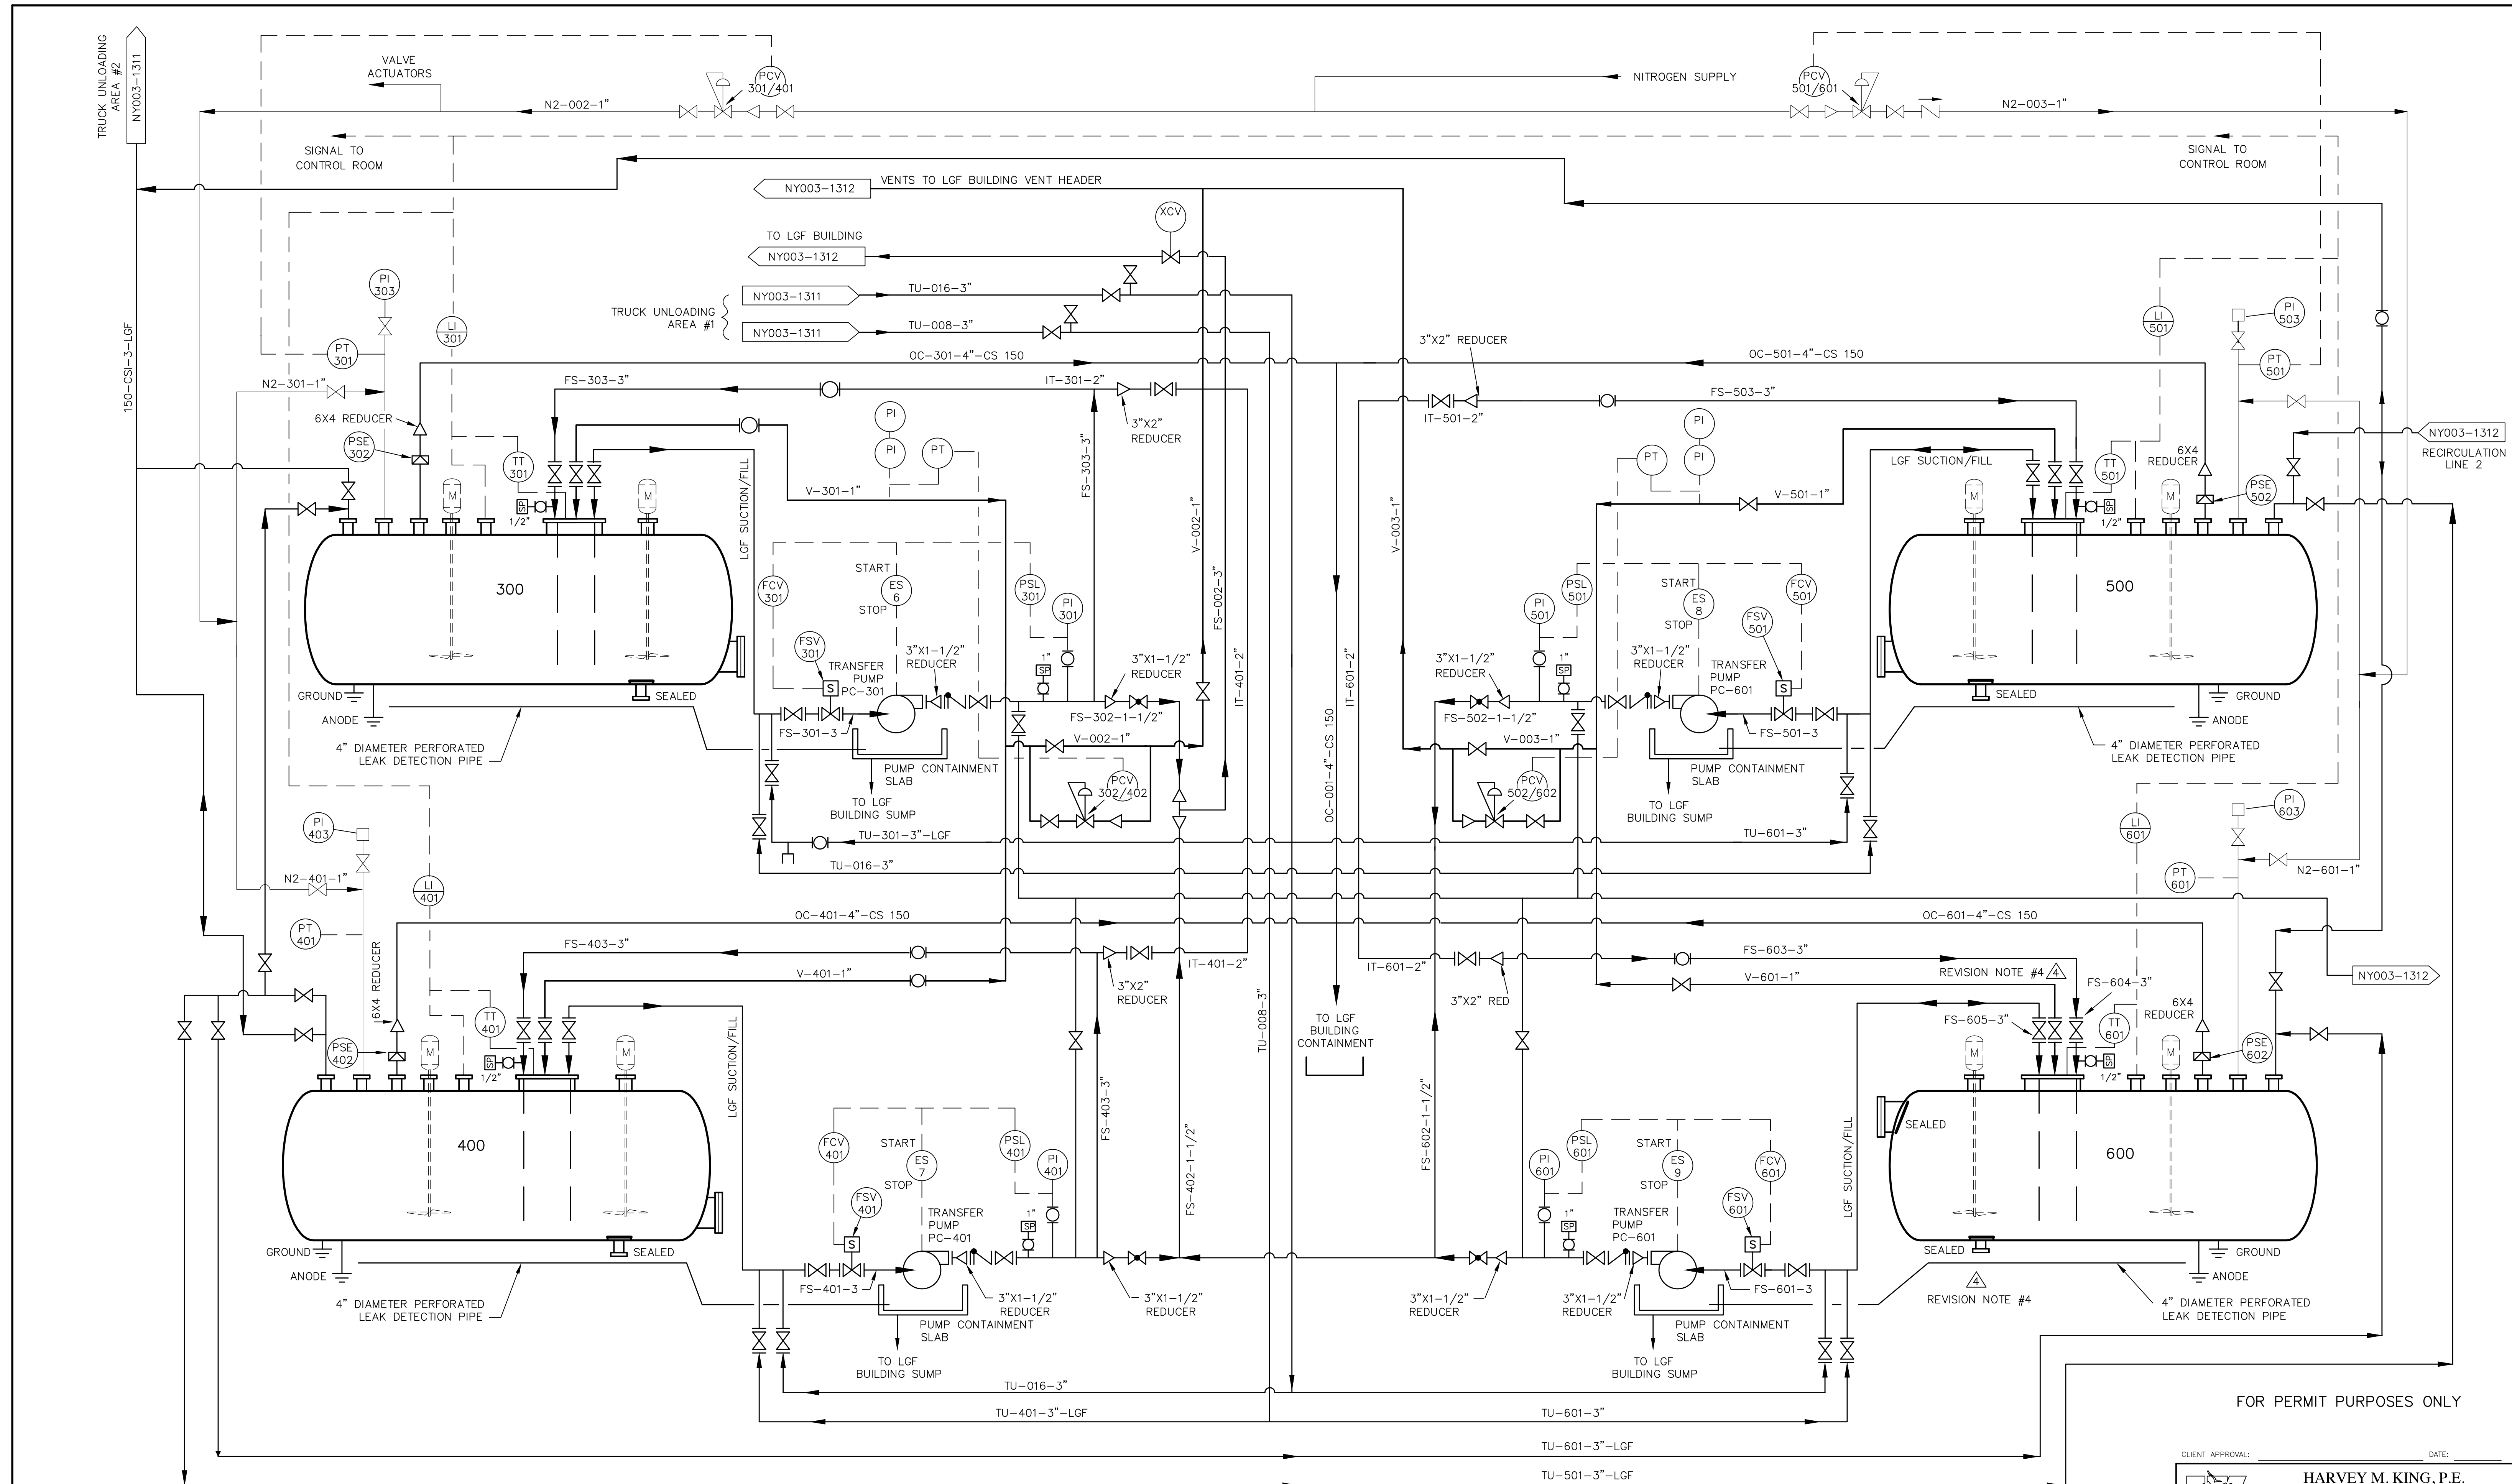 TRUCK UNLOADING
AREA #2
NY003-1311
VALVE
ACTUATORS
PCV
301/401
NITROGEN SUPPLY
PCV
501/601
N2-002-1"
N2-003-1"
SIGNAL TO
CONTROL ROOM
SIGNAL TO
CONTROL ROOM
NY003-1312
VENTS TO LGF BUILDING VENT HEADER
XCV
TO LGF BUILDING
NY003-1312
TRUCK UNLOADING
AREA #1
NY003-1311
TU-016-3"
NY003-1311
TU-008-3"
150-CSI-3-LGF
PI
303
LI
301
PT
301
N2-301-1"
6X4 REDUCER
PSE
302
OC-301-4"-CS 150
FS-303-3"
IT-301-2"
3"X2"
REDUCER
TT
301
SP
1/2"
M
M
300
PI
PI
PT
V-301-1"
LGF SUCTION/FILL
FS-303-3"
V-002-1"
FS-002-3"
IT-401-2"
FCV
301
START
ES
6
STOP
PSL
301
PI
301
FSV
301
S
TRANSFER
PUMP
PC-301
3"X1-1/2"
REDUCER
1"
SP
3"X1-1/2"
REDUCER
FS-302-1-1/2"
FS-301-3
GROUND
ANODE
SEALED
4" DIAMETER PERFORATED
LEAK DETECTION PIPE
PUMP CONTAINMENT
SLAB
TO LGF
BUILDING SUMP
V-002-1"
PCV
302/402
TU-301-3"-LGF
TU-016-3"
3"X2" REDUCER
OC-501-4"-CS 150
IT-501-2"
FS-503-3"
PT
PI
PI
LGF SUCTION/FILL
V-501-1"
LI
501
PI
503
PT
501
TT
501
6X4
REDUCER
PSE
502
SP
1/2"
M
M
500
NY003-1312
RECIRCULATION
LINE 2
V-003-1"
IT-601-2"
OC-001-4"-CS 150
PI
501
PSL
501
START
ES
8
STOP
FCV
501
FSV
501
S
3"X1-1/2"
REDUCER
1"
SP
3"X1-1/2"
REDUCER
TRANSFER
PUMP
PC-601
FS-502-1-1/2"
FS-501-3
V-003-1"
PCV
502/602
PUMP CONTAINMENT
SLAB
TO LGF
BUILDING SUMP
SEALED
GROUND
ANODE
4" DIAMETER PERFORATED
LEAK DETECTION PIPE
TU-601-3"
PI
403
N2-401-1"
LI
401
PT
401
6X4 REDUCER
PSE
402
OC-401-4"-CS 150
FS-403-3"
V-401-1"
IT-401-2"
3"X2"
REDUCER
TT
401
SP
1/2"
M
M
400
LGF SUCTION/FILL
FS-403-3"
FS-402-1-1/2"
TU-008-3"
FCV
401
START
ES
7
STOP
PSL
401
PI
401
FSV
401
S
TRANSFER
PUMP
PC-401
1"
SP
FS-401-3
3"X1-1/2"
REDUCER
3"X1-1/2"
REDUCER
GROUND
ANODE
SEALED
4" DIAMETER PERFORATED
LEAK DETECTION PIPE
PUMP CONTAINMENT
SLAB
TO LGF
BUILDING SUMP
TO LGF
BUILDING
CONTAINMENT
LI
601
PI
603
PT
601
N2-601-1"
OC-601-4"-CS 150
IT-601-2"
3"X2" RED
FS-603-3"
V-601-1"
REVISION NOTE #4
4
FS-604-3"
FS-605-3"
NY003-1312
6X4
REDUCER
TT
601
PSE
602
SP
1/2"
M
M
SEALED
600
FS-602-1-1/2"
LGF SUCTION/FILL
PI
601
PSL
601
START
ES
9
STOP
FCV
601
FSV
601
S
1"
SP
TRANSFER
PUMP
PC-601
3"X1-1/2"
REDUCER
3"X1-1/2"
REDUCER
FS-601-3
PUMP CONTAINMENT
SLAB
TO LGF
BUILDING SUMP
SEALED
GROUND
ANODE
4
REVISION NOTE #4
4" DIAMETER PERFORATED
LEAK DETECTION PIPE
TU-016-3"
TU-401-3"-LGF
TU-601-3"
TU-601-3"-LGF
TU-501-3"-LGF
FOR PERMIT PURPOSES ONLY
CLIENT APPROVAL:
DATE:
HARVEY M. KING, P.E.